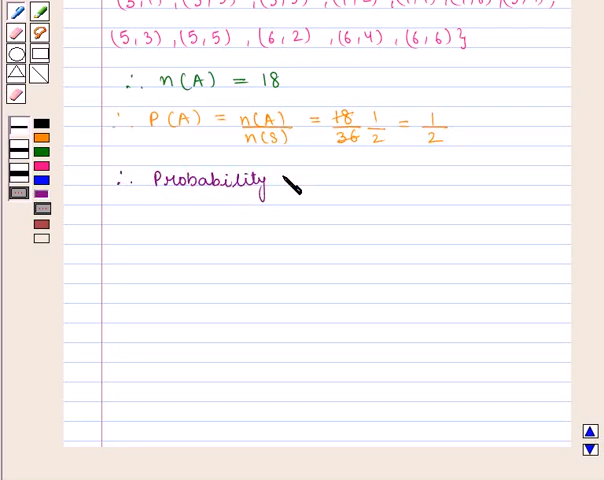 (5,3) , (5,5) , (6,2) , (6,4) , (6,6) }
∴ n(A) = 18
∴ P(A) = n(A)/n(S) = 18/36 1/2 = 1/2
∴ Probability